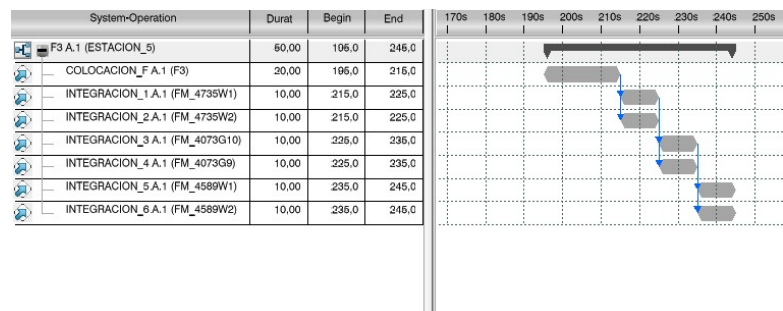 System-Operation Durat Begin End 170s 180s 190s 200s 210s 220s 230s 240s 250s
F3 A.1 (ESTACION_5) 50,00 195,0 245,0
COLOCACION_F A.1 (F3) 20,00 195,0 215,0
INTEGRACION_1.A.1 (FM_4735W1) 10,00 215,0 225,0
INTEGRACION_2.A.1 (FM_4735W2) 10,00 215,0 225,0
INTEGRACION_3 A.1 (FM_4073G10) 10,00 225,0 235,0
INTEGRACION_4 A.1 (FM_4073G9) 10,00 225,0 235,0
INTEGRACION_5.A.1 (FM_4589W1) 10,00 235,0 245,0
INTEGRACION_6 A.1 (FM_4589W2) 10,00 235,0 245,0